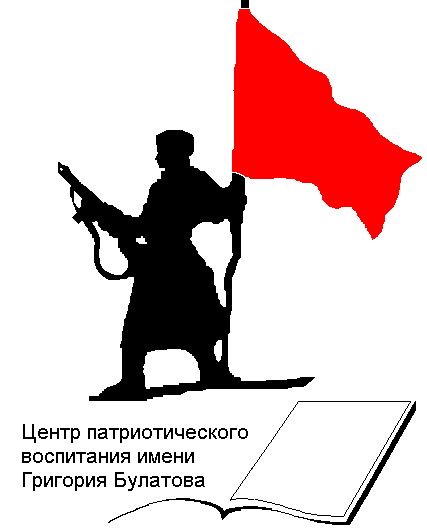 Центр патриотического
воспитания имени
Григория Булатова